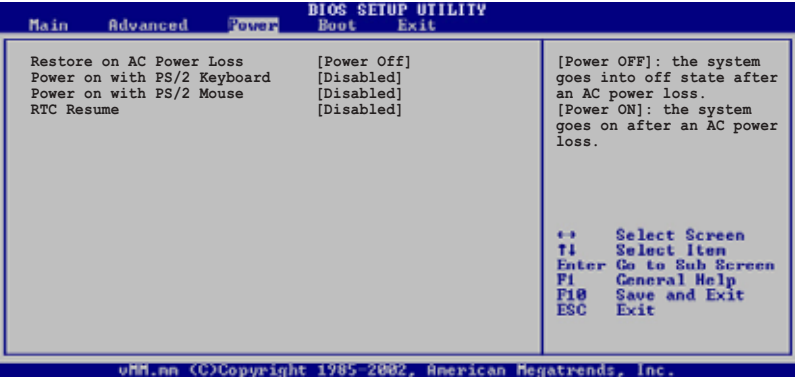 BIOS SETUP UTILITY
Main Advanced Power Boot Exit
Restore on AC Power Loss [Power Off]
Power on with PS/2 Keyboard [Disabled]
Power on with PS/2 Mouse [Disabled]
RTC Resume [Disabled]
[Power OFF]: the system
goes into off state after
an AC power loss.
[Power ON]: the system
goes on after an AC power
loss.
↔ Select Screen
↑↓ Select Item
Enter Go to Sub Screen
F1 General Help
F10 Save and Exit
ESC Exit
vMM.mm (C)Copyright 1985-2002, American Megatrends, Inc.